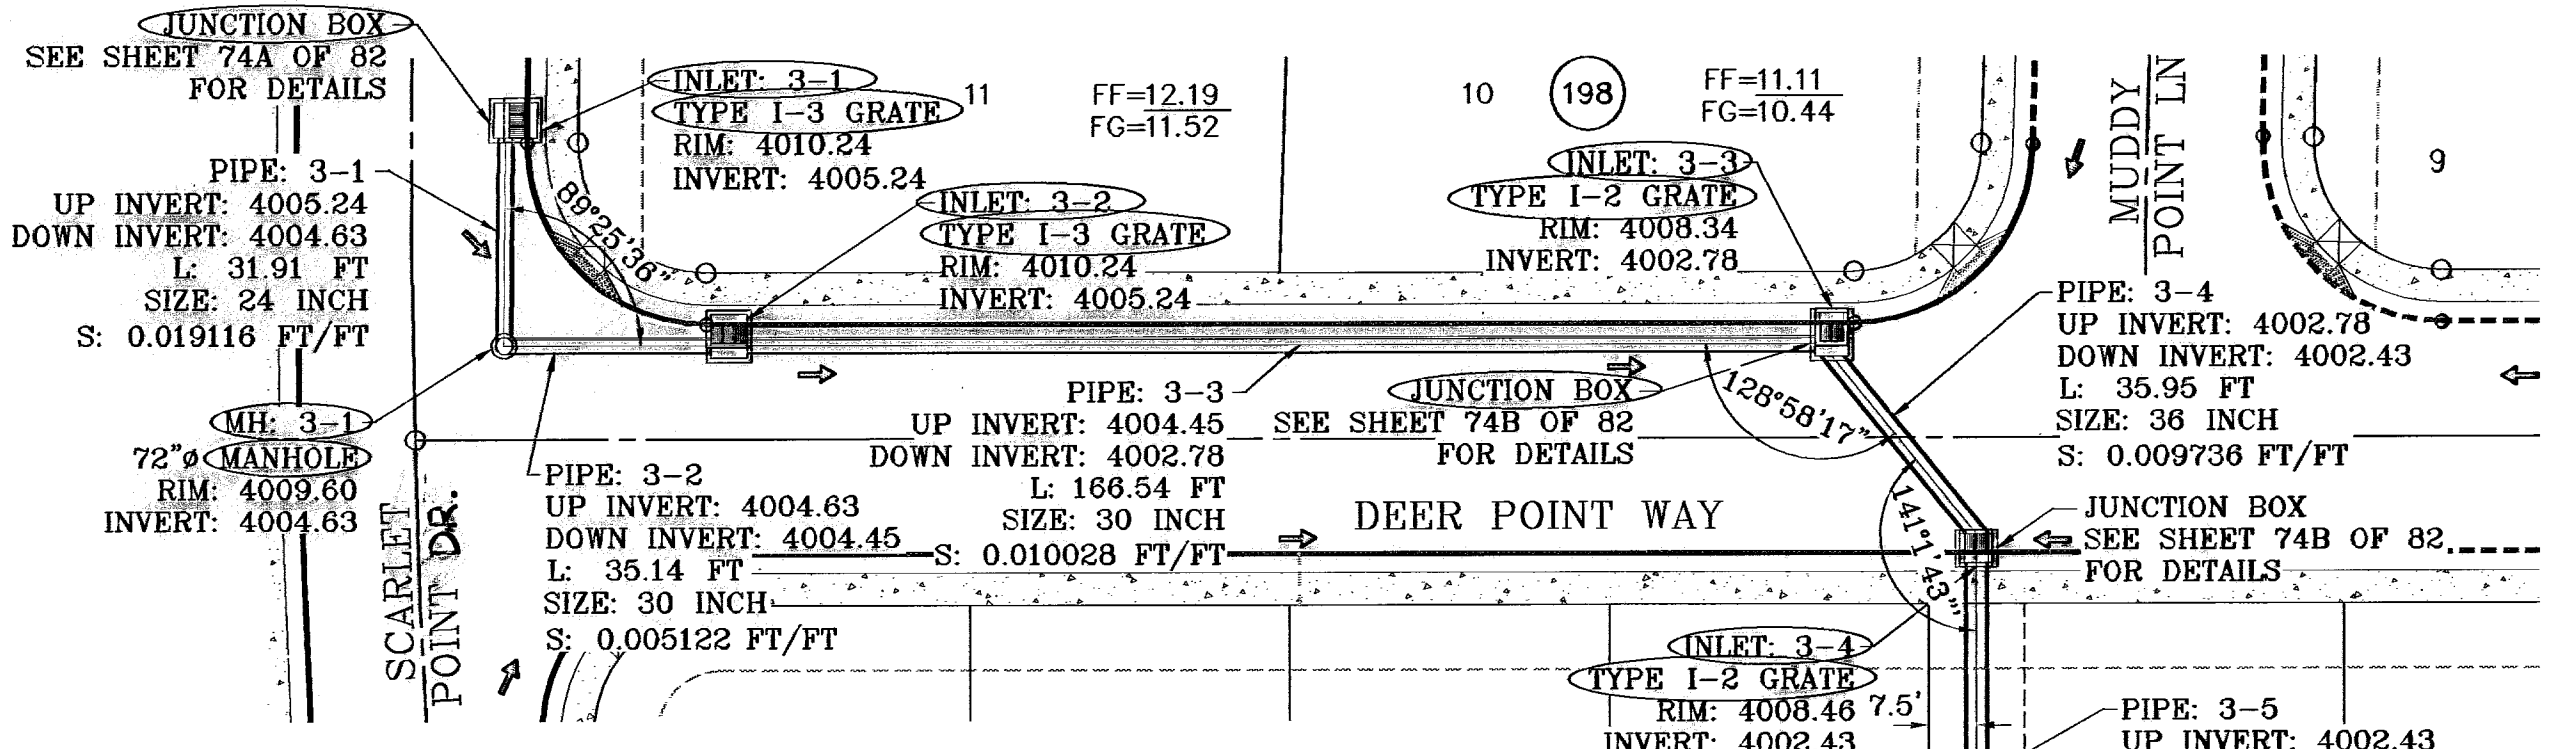 JUNCTION BOX
SEE SHEET 74A OF 82
FOR DETAILS
INLET: 3-1
TYPE I-3 GRATE
RIM: 4010.24
INVERT: 4005.24
11
FF=12.19
FG=11.52
10
198
FF=11.11
FG=10.44
MUDDY
POINT LN
9
PIPE: 3-1
UP INVERT: 4005.24
DOWN INVERT: 4004.63
L: 31.91 FT
SIZE: 24 INCH
S: 0.019116 FT/FT
89°25'36"
INLET: 3-2
TYPE I-3 GRATE
RIM: 4010.24
INVERT: 4005.24
INLET: 3-3
TYPE I-2 GRATE
RIM: 4008.34
INVERT: 4002.78
PIPE: 3-4
UP INVERT: 4002.78
DOWN INVERT: 4002.43
L: 35.95 FT
SIZE: 36 INCH
S: 0.009736 FT/FT
MH: 3-1
72"ø MANHOLE
RIM: 4009.60
INVERT: 4004.63
PIPE: 3-3
UP INVERT: 4004.45
DOWN INVERT: 4002.78
L: 166.54 FT
SIZE: 30 INCH
S: 0.010028 FT/FT
JUNCTION BOX
SEE SHEET 74B OF 82
FOR DETAILS
128°58'17"
PIPE: 3-2
UP INVERT: 4004.63
DOWN INVERT: 4004.45
L: 35.14 FT
SIZE: 30 INCH
S: 0.005122 FT/FT
DEER POINT WAY
141°1'43"
JUNCTION BOX
SEE SHEET 74B OF 82
FOR DETAILS
SCARLET
POINT DR.
INLET: 3-4
TYPE I-2 GRATE
RIM: 4008.46
INVERT: 4002.43
7.5'
PIPE: 3-5
UP INVERT: 4002.43